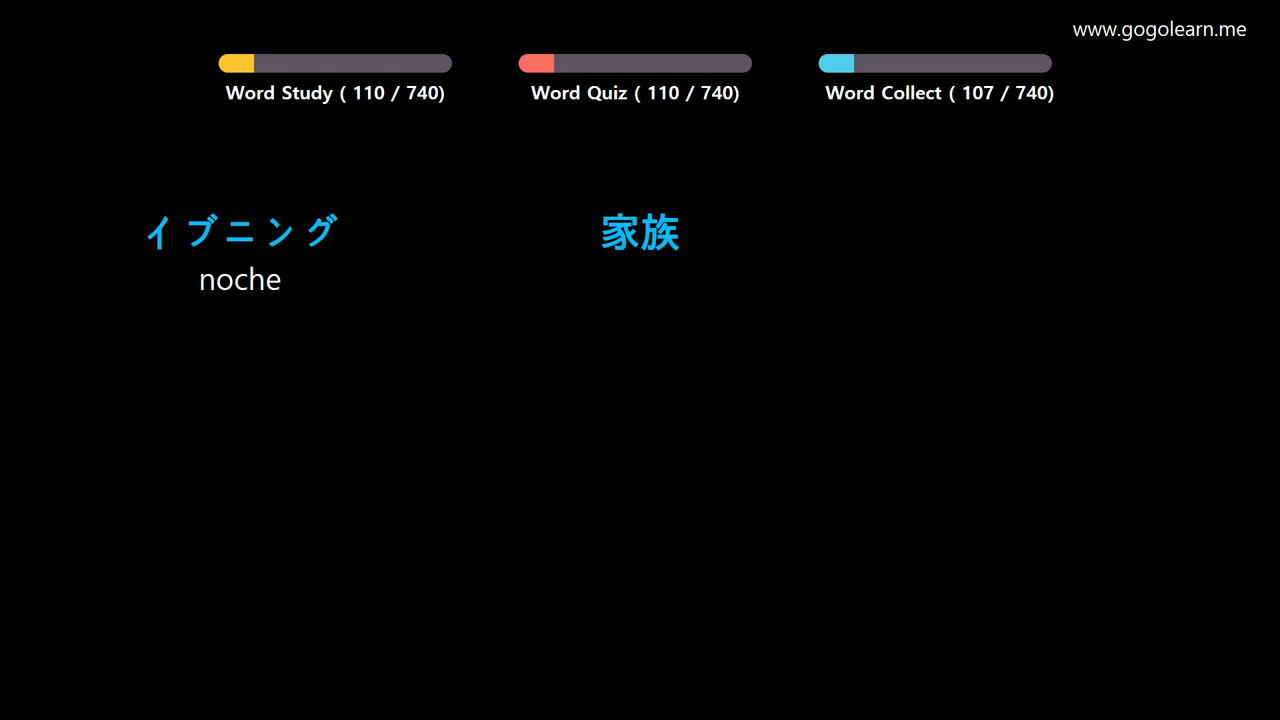 www.gogolearn.me
Word Study ( 110 / 740)
Word Quiz ( 110 / 740)
Word Collect ( 107 / 740)
イブニング
noche
家族